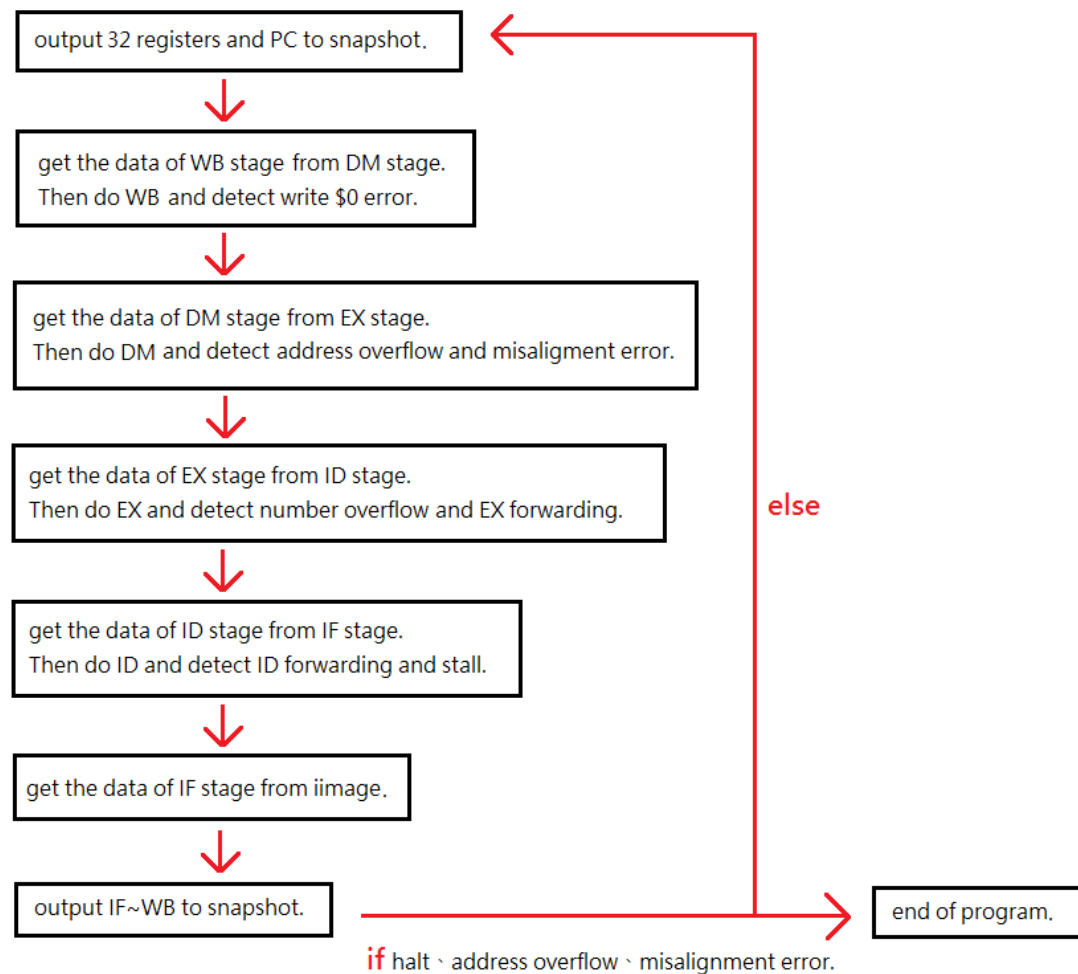 output 32 registers and PC to snapshot.
get the data of WB stage from DM stage.
Then do WB and detect write $0 error.
get the data of DM stage from EX stage.
Then do DM and detect address overflow and misaligment error.
get the data of EX stage from ID stage.
Then do EX and detect number overflow and EX forwarding.
else
get the data of ID stage from IF stage.
Then do ID and detect ID forwarding and stall.
get the data of IF stage from iimage.
output IF~WB to snapshot.
end of program.
if halt、address overflow、misalignment error.